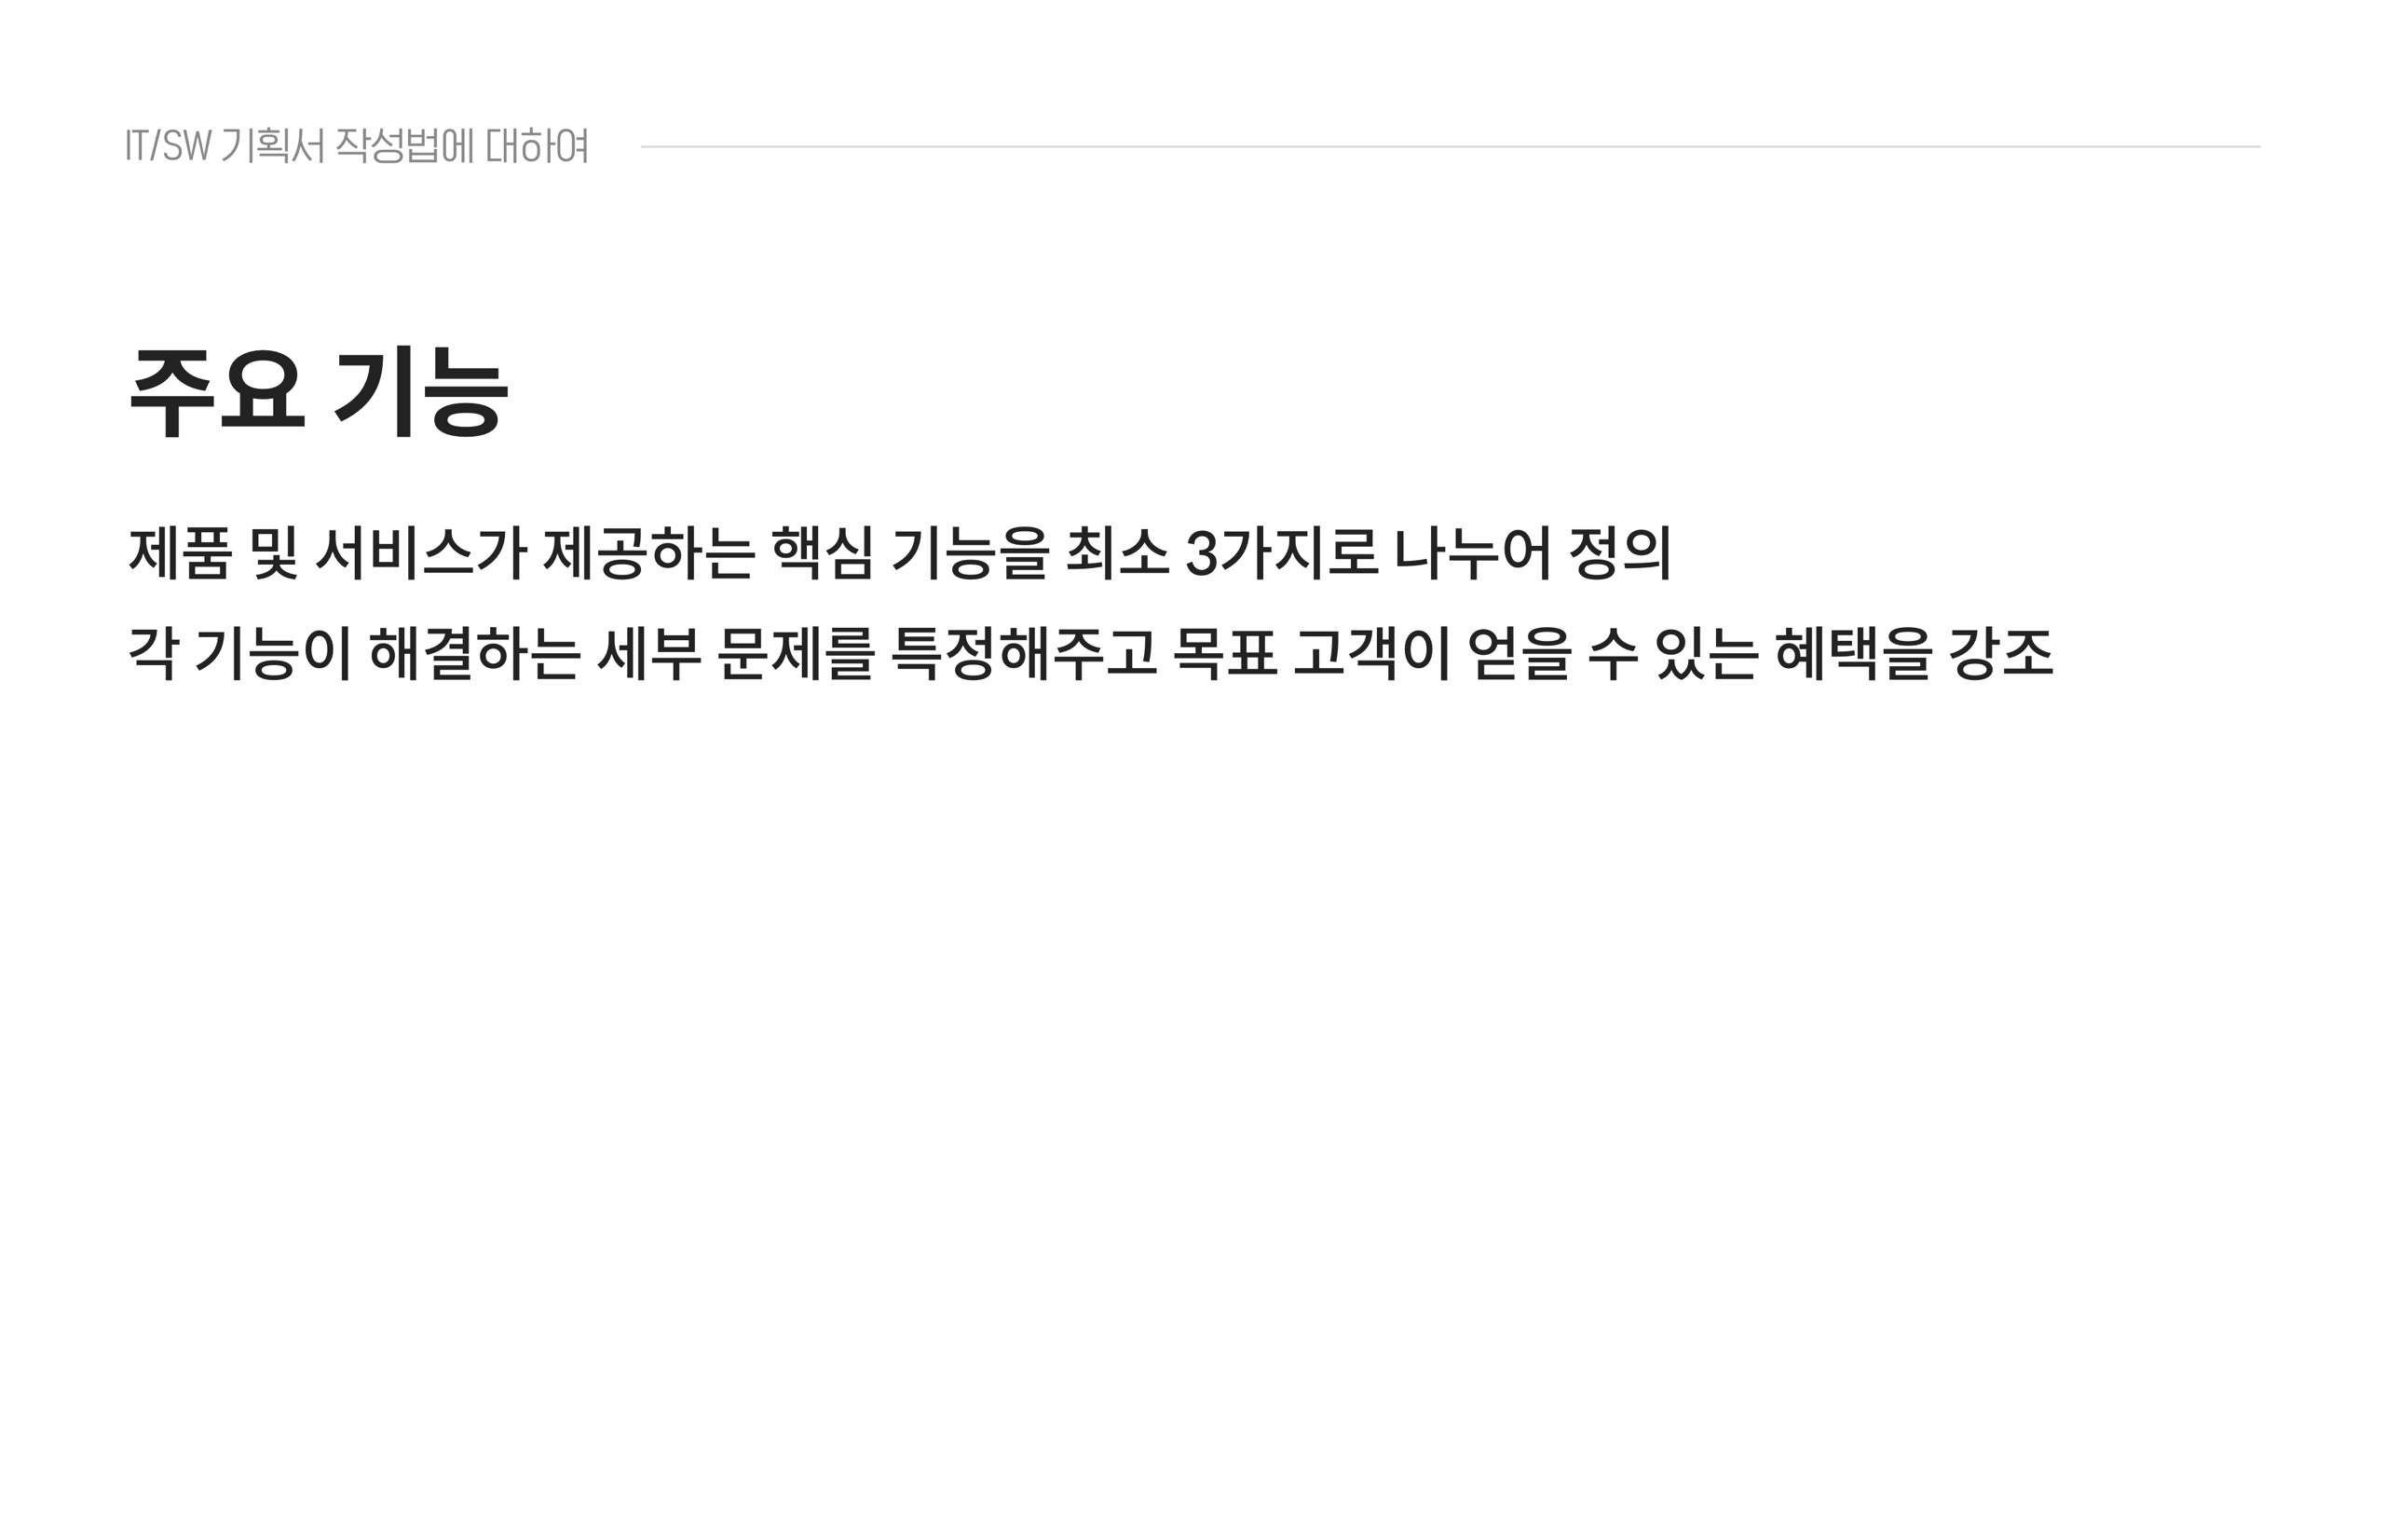 IT/SW 기획서 작성법에 대하여
주요 기능
제품 및 서비스가 제공하는 핵심 기능을 최소 3가지로 나누어 정의
각 기능이 해결하는 세부 문제를 특정해주고 목표 고객이 얻을 수 있는 혜택을 강조